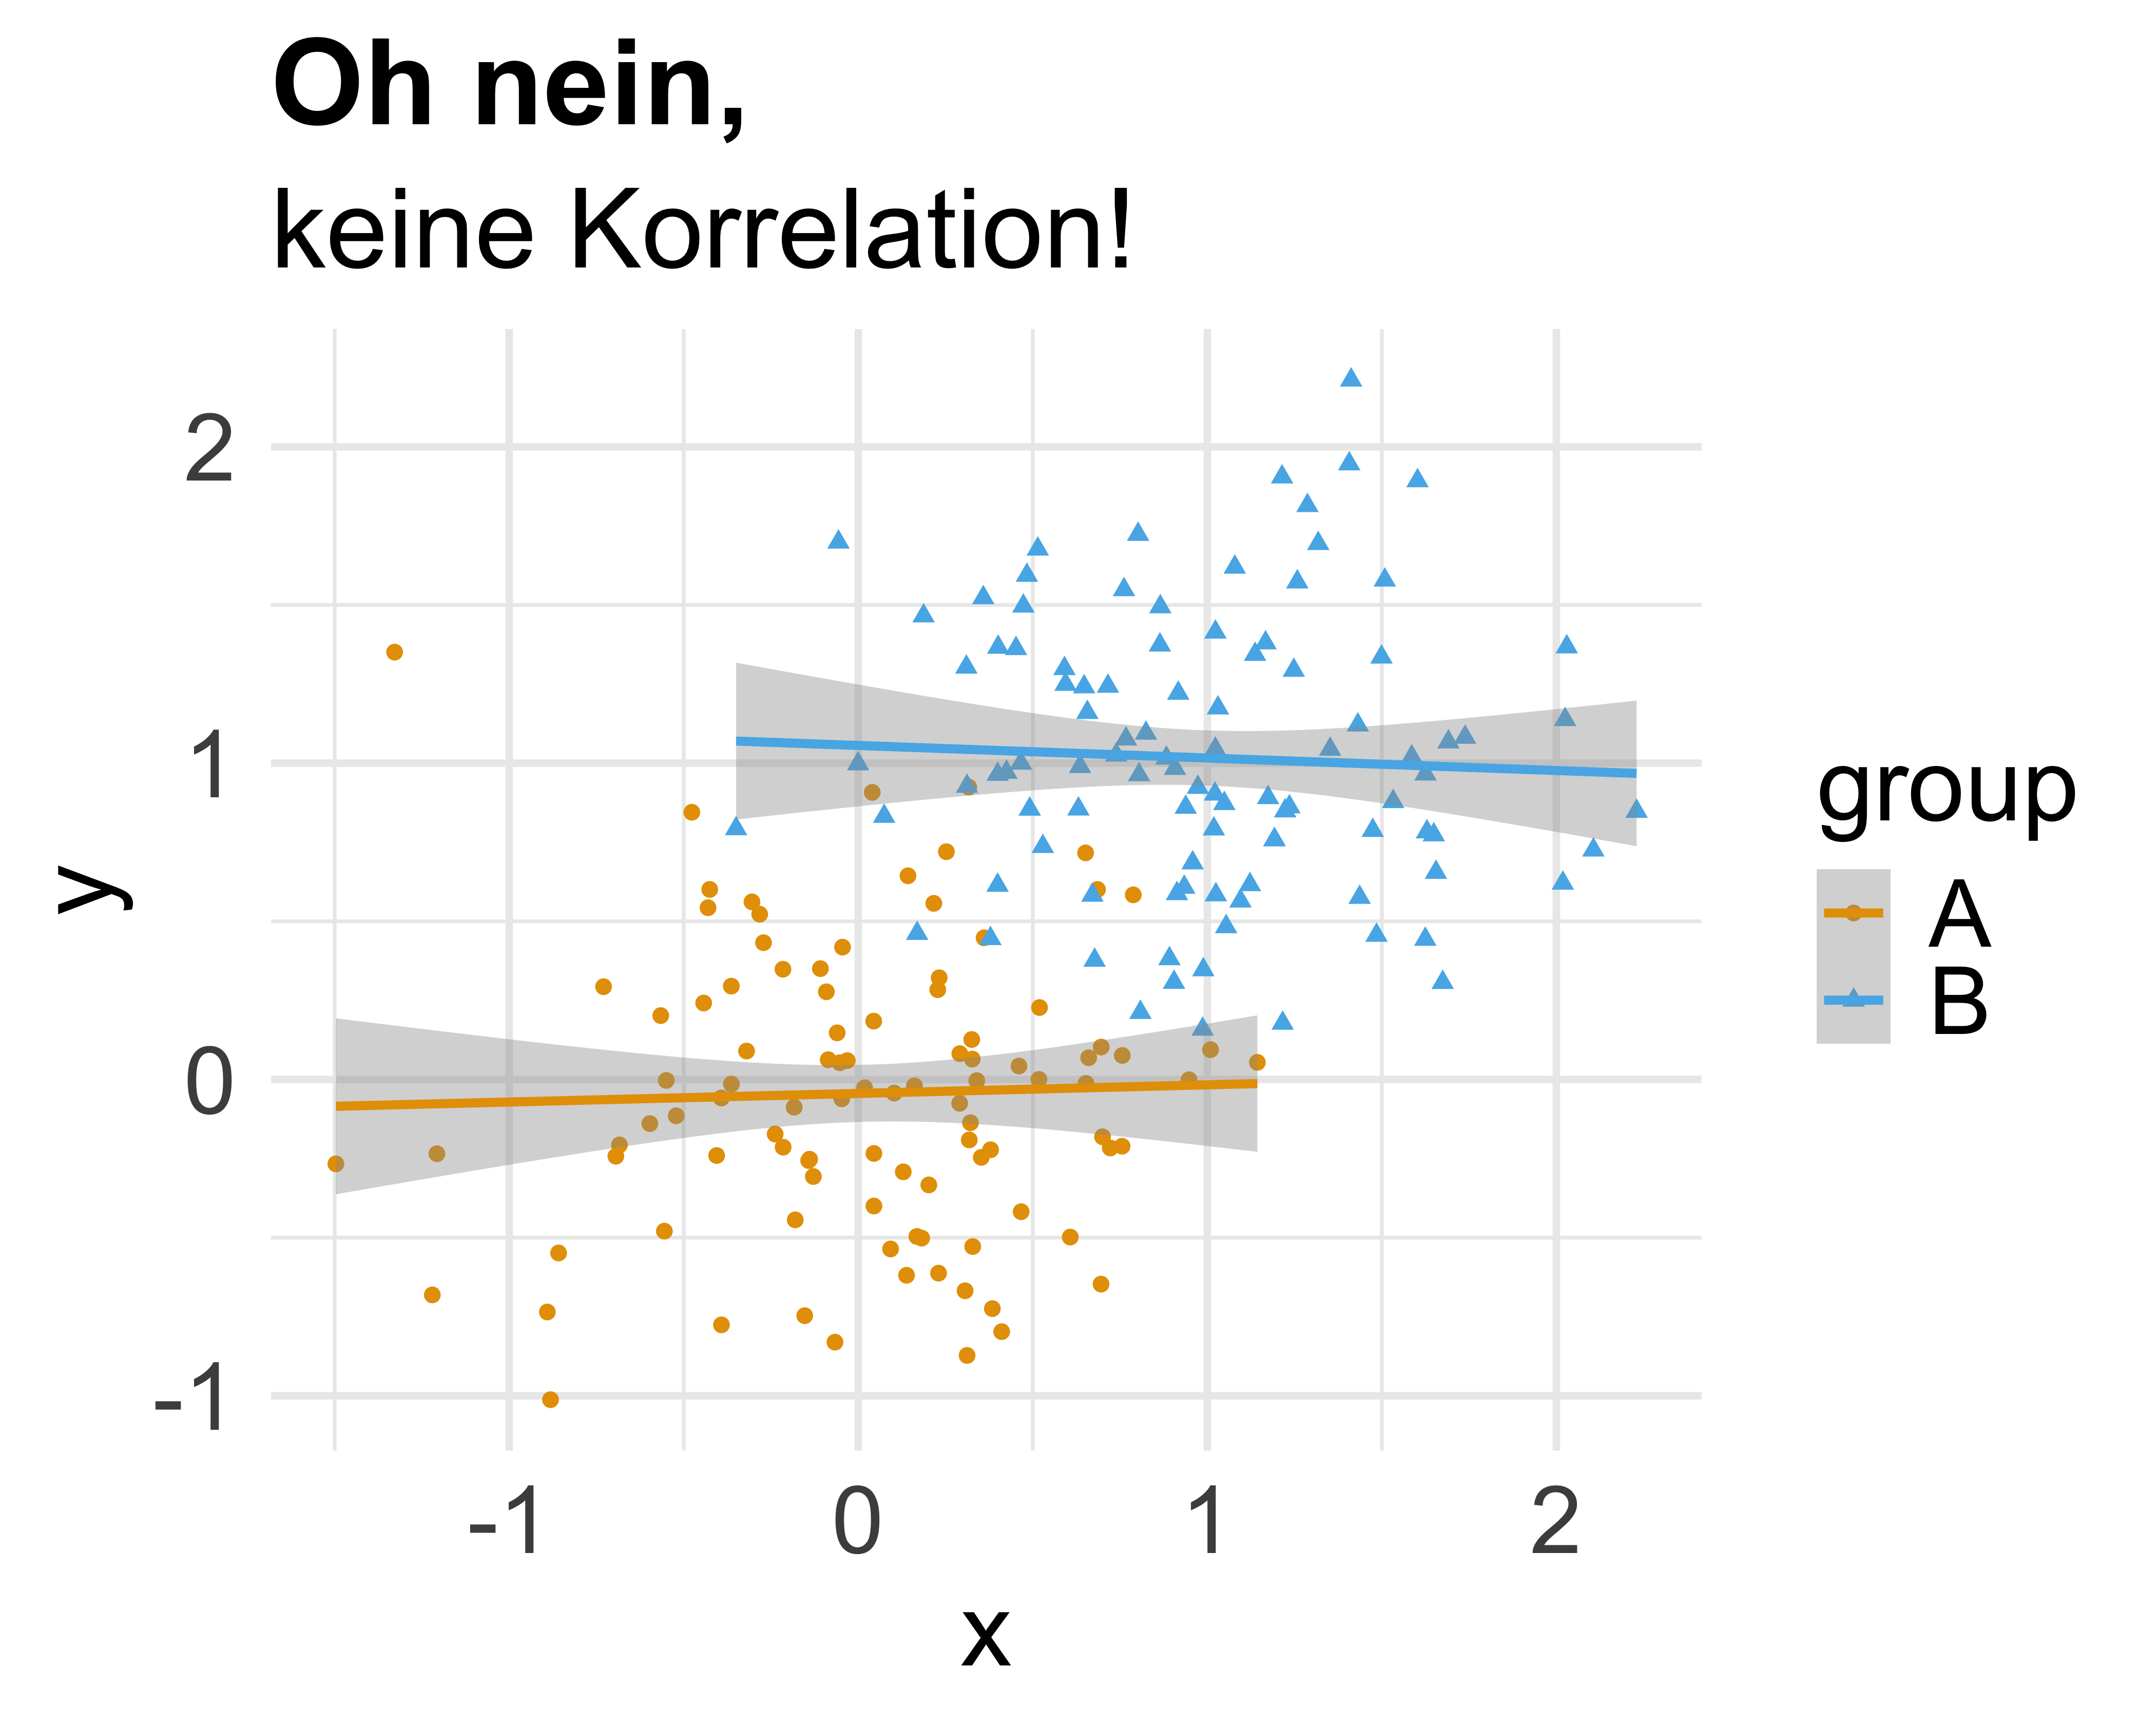 Oh nein,
keine Korrelation!
2
1
0
-1
y
-1 0 1 2
x
group
A
B